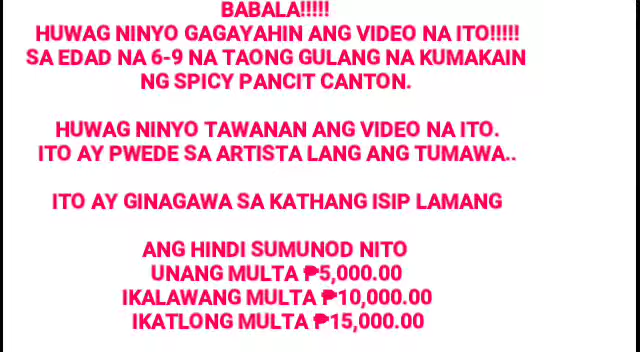 BABALA!!!!!
HUWAG NINYO GAGAYAHIN ANG VIDEO NA ITO!!!!!
SA EDAD NA 6-9 NA TAONG GULANG NA KUMAKAIN
NG SPICY PANCIT CANTON.
HUWAG NINYO TAWANAN ANG VIDEO NA ITO.
ITO AY PWEDE SA ARTISTA LANG ANG TUMAWA..
ITO AY GINAGAWA SA KATHANG ISIP LAMANG
ANG HINDI SUMUNOD NITO
UNANG MULTA ₱5,000.00
IKALAWANG MULTA ₱10,000.00
IKATLONG MULTA ₱15,000.00